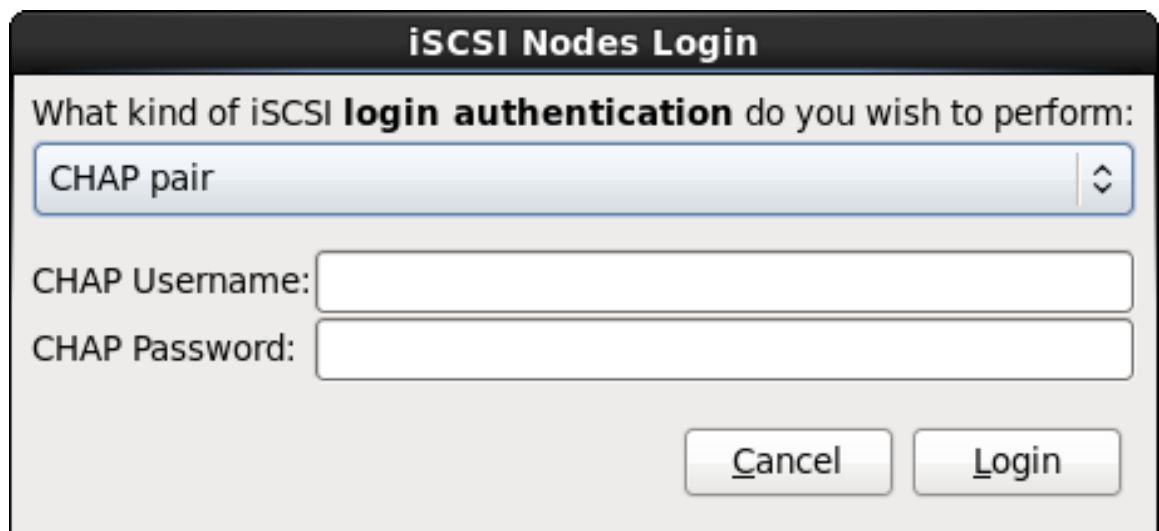 iSCSI Nodes Login
What kind of iSCSI login authentication do you wish to perform:
CHAP pair
CHAP Username:
CHAP Password:
Cancel Login